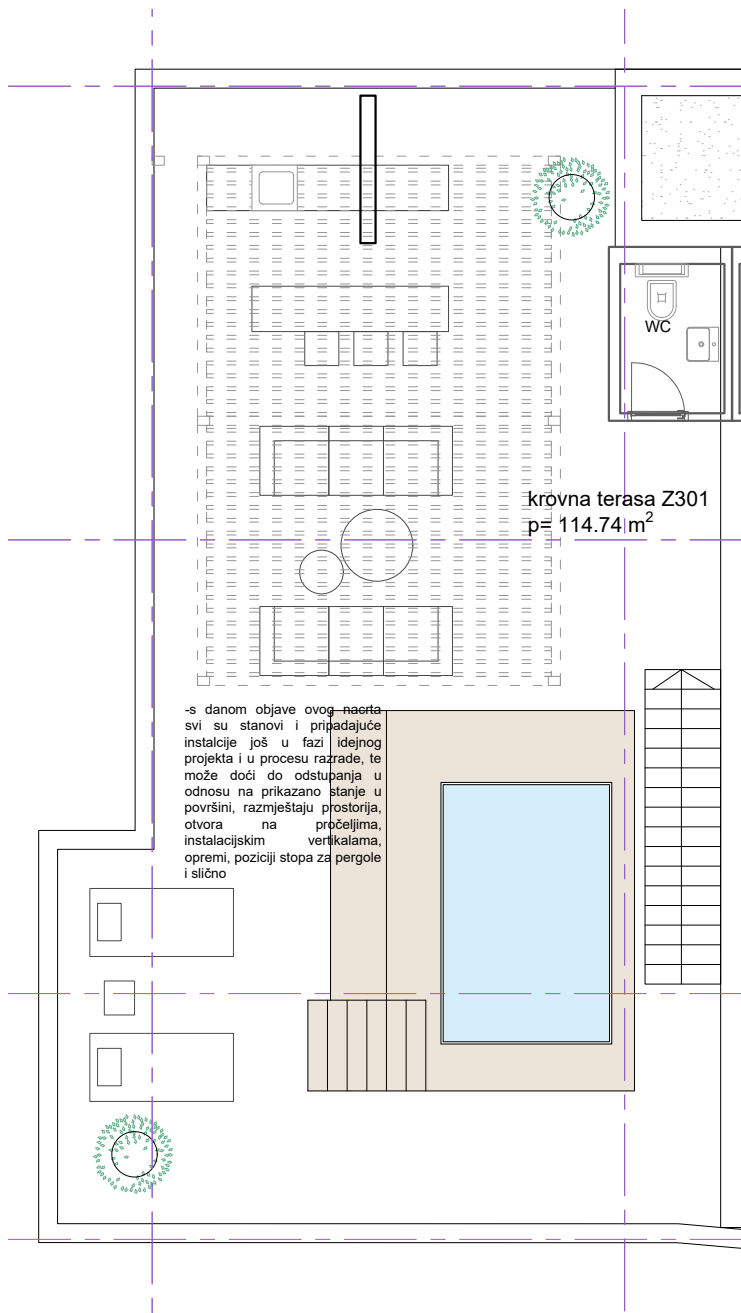 WC
krovna terasa Z301
p= 114.74 m²
-s danom objave ovog nacrta
svi su stanovi i pripadajuće
instalcije još u fazi idejnog
projekta i u procesu razrade, te
može doći do odstupanja u
odnosu na prikazano stanje u
površini, razmještaju prostorija,
otvora na pročeljima,
instalacijskim vertikalama,
opremi, poziciji stopa za pergole
i slično